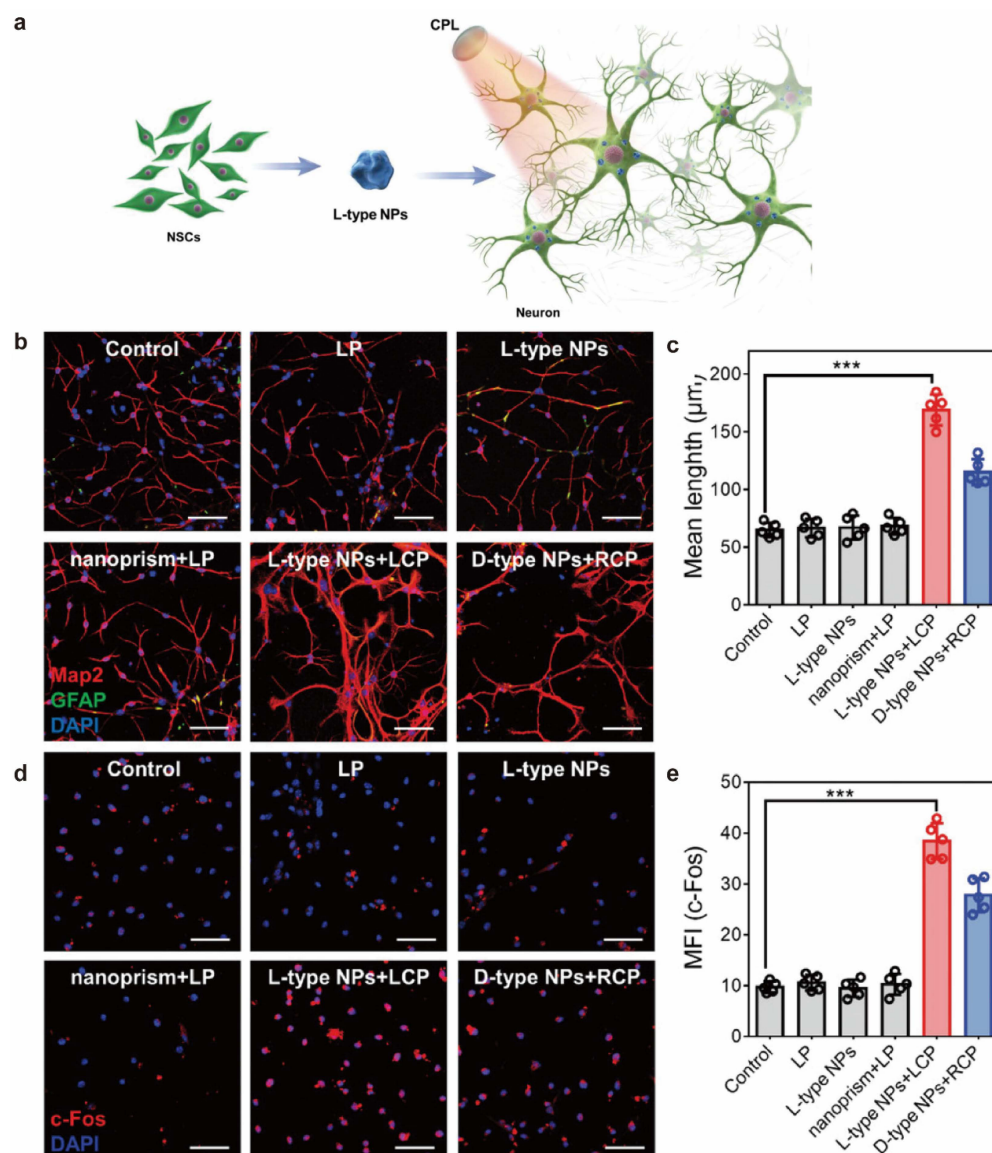 a
CPL
NSCs
L-type NPs
Neuron
b
Control
LP
L-type NPs
nanoprism+LP
L-type NPs+LCP
D-type NPs+RCP
Map2
GFAP
DAPI
c
Mean lenghth
200
150
100
50
0
***
Control
LP
L-type NPs
nanoprism+LP
L-type NPs+LCP
D-type NPs+RCP
d
Control
LP
L-type NPs
nanoprism+LP
L-type NPs+LCP
D-type NPs+RCP
c-Fos
DAPI
e
MFI (c-Fos)
50
40
30
20
10
0
***
Control
LP
L-type NPs
nanoprism+LP
L-type NPs+LCP
D-type NPs+RCP